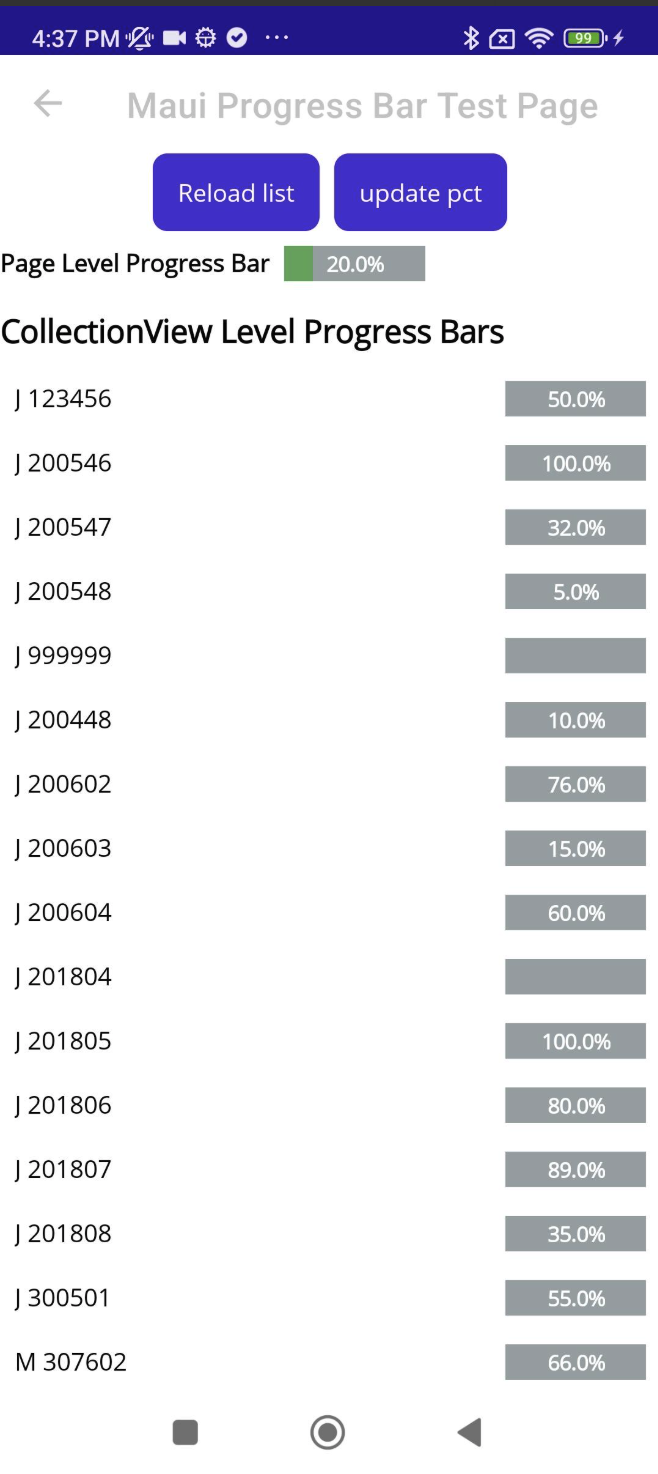 4:37 PM
99
Maui Progress Bar Test Page
Reload list
update pct
Page Level Progress Bar 20.0%
CollectionView Level Progress Bars
J 123456 50.0%
J 200546 100.0%
J 200547 32.0%
J 200548 5.0%
J 999999
J 200448 10.0%
J 200602 76.0%
J 200603 15.0%
J 200604 60.0%
J 201804
J 201805 100.0%
J 201806 80.0%
J 201807 89.0%
J 201808 35.0%
J 300501 55.0%
M 307602 66.0%